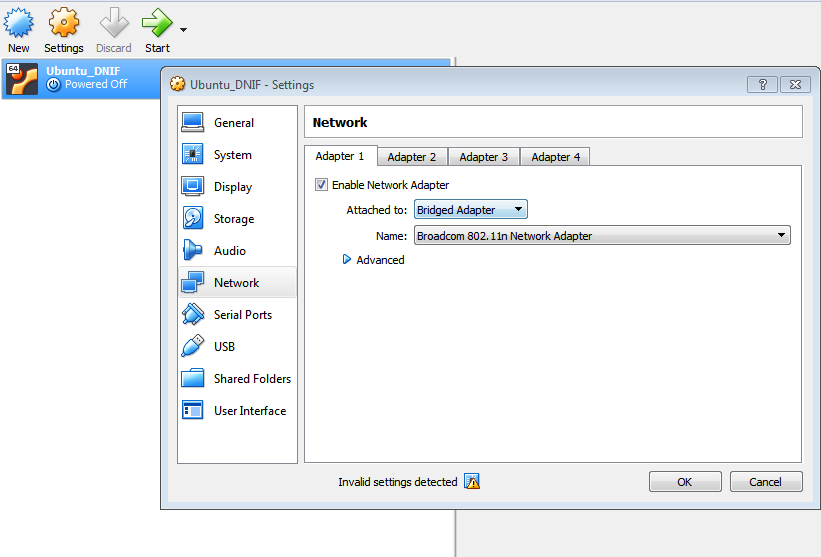 New Settings Discard Start
64
Ubuntu_DNIF
Powered Off
Ubuntu_DNIF - Settings
?
General
System
Display
Storage
Audio
Network
Serial Ports
USB
Shared Folders
User Interface
Network
Adapter 1 Adapter 2 Adapter 3 Adapter 4
Enable Network Adapter
Attached to: Bridged Adapter
Name: Broadcom 802.11n Network Adapter
Advanced
Invalid settings detected
OK Cancel